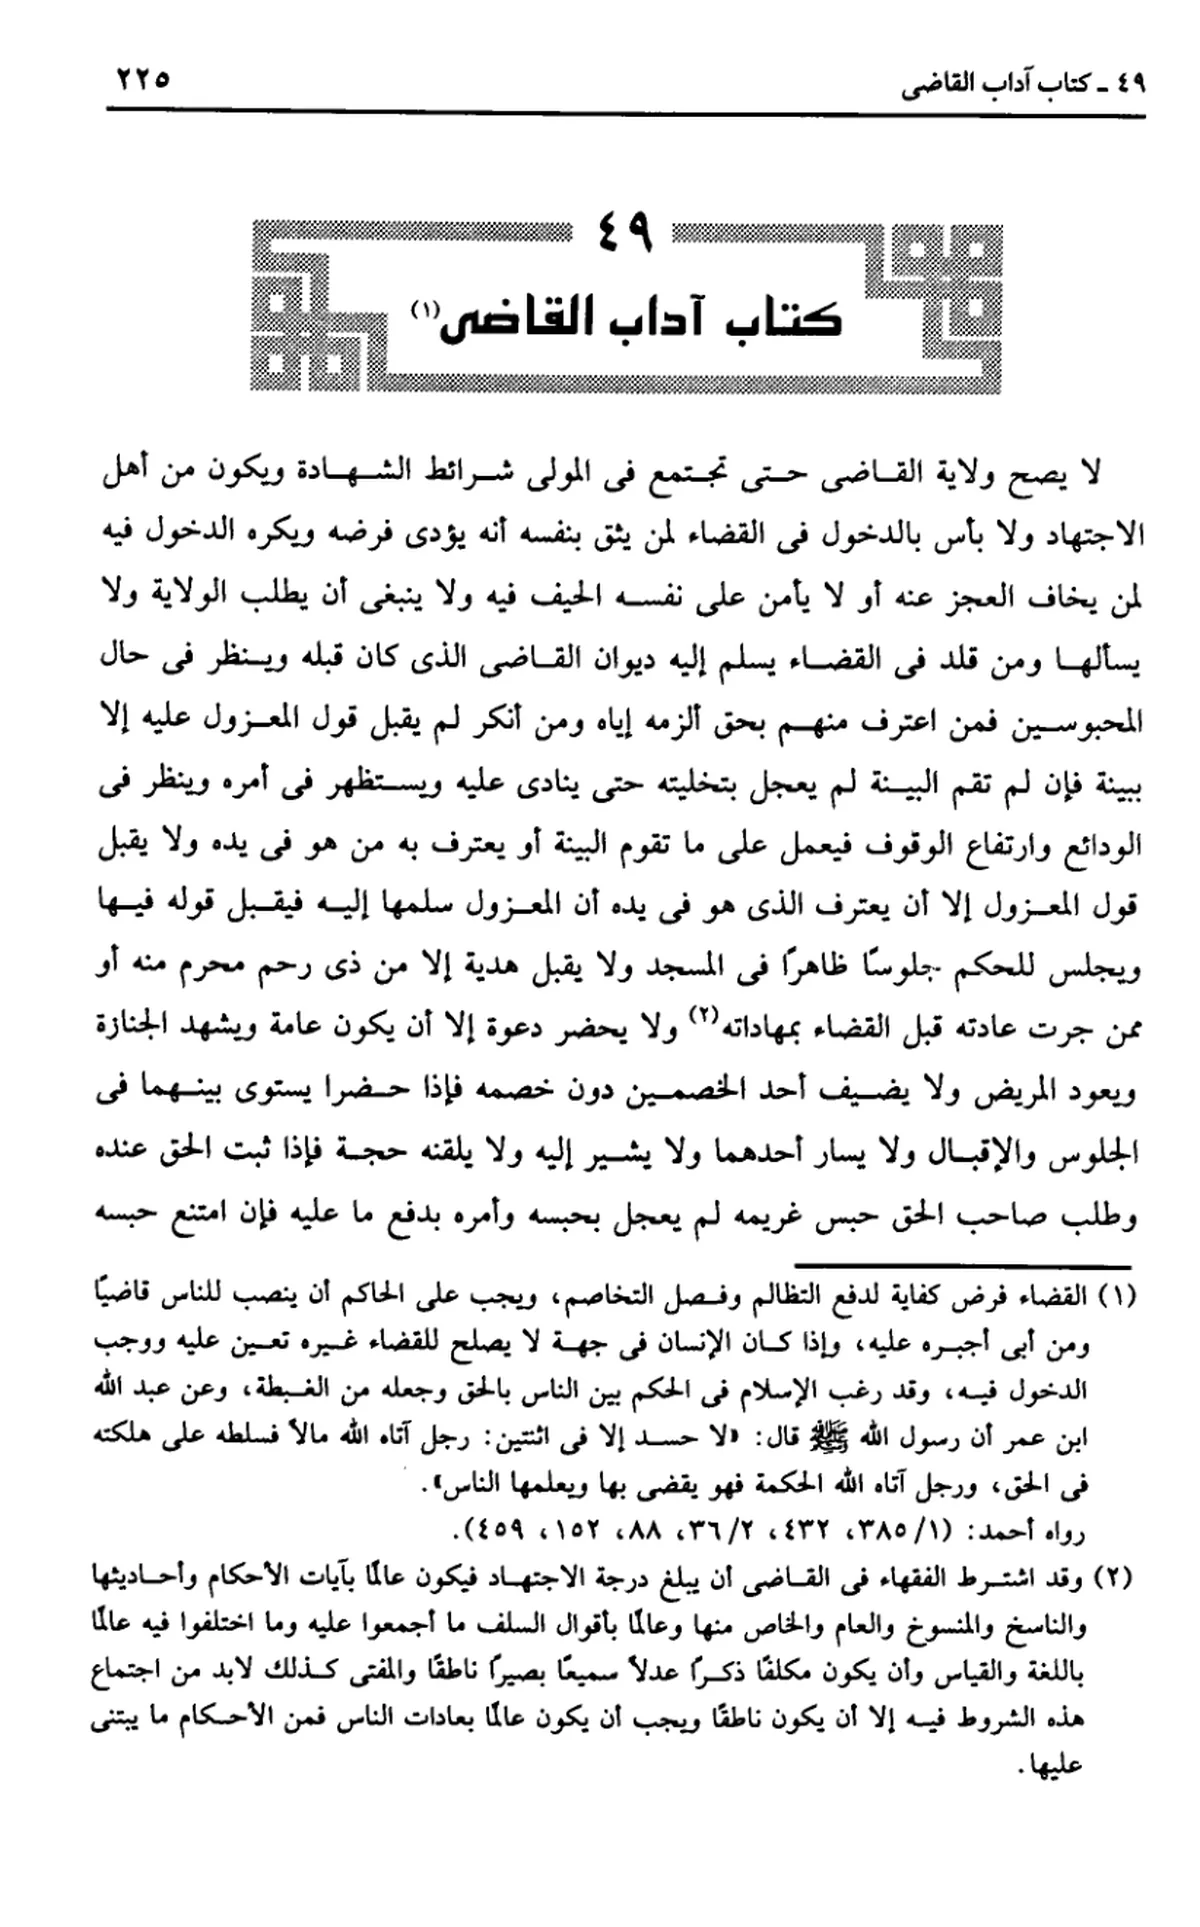 ٤٩ ـ كتاب آداب القاضى
٢٢٥
٤٩
كتاب آداب القاضى(١)
لا يصح ولاية القاضى حتى تجتمع فى المولى شرائط الشهادة ويكون من أهل
الاجتهاد ولا بأس بالدخول فى القضاء لمن يثق بنفسه أنه يؤدى فرضه ويكره الدخول فيه
لمن يخاف العجز عنه أو لا يأمن على نفسه الحيف فيه ولا ينبغى أن يطلب الولاية ولا
يسألها ومن قلد فى القضاء يسلم إليه ديوان القاضى الذى كان قبله وينظر فى حال
المحبوسين فمن اعترف منهم بحق ألزمه إياه ومن أنكر لم يقبل قول المعزول عليه إلا
ببينة فإن لم تقم البينة لم يعجل بتخليته حتى ينادى عليه ويستظهر فى أمره وينظر فى
الودائع وارتفاع الوقوف فيعمل على ما تقوم البينة أو يعترف به من هو فى يده ولا يقبل
قول المعزول إلا أن يعترف الذى هو فى يده أن المعزول سلمها إليه فيقبل قوله فيها
ويجلس للحكم جلوسًا ظاهرًا فى المسجد ولا يقبل هدية إلا من ذى رحم محرم منه أو
ممن جرت عادته قبل القضاء بمهاداته(٢) ولا يحضر دعوة إلا أن يكون عامة ويشهد الجنازة
ويعود المريض ولا يضيف أحد الخصمين دون خصمه فإذا حضرا يستوى بينهما فى
الجلوس والإقبال ولا يسار أحدهما ولا يشير إليه ولا يلقنه حجة فإذا ثبت الحق عنده
وطلب صاحب الحق حبس غريمه لم يعجل بحبسه وأمره بدفع ما عليه فإن امتنع حبسه
(١) القضاء فرض كفاية لدفع التظالم وفصل التخاصم، ويجب على الحاكم أن ينصب للناس قاضيًا
ومن أبى أجبره عليه، وإذا كان الإنسان فى جهة لا يصلح للقضاء غيره تعين عليه ووجب
الدخول فيه، وقد رغب الإسلام فى الحكم بين الناس بالحق وجعله من الغبطة، وعن عبد الله
ابن عمر أن رسول الله ﷺ قال: «لا حسد إلا فى اثنتين: رجل آتاه الله مالاً فسلطه على هلكته
فى الحق، ورجل آتاه الله الحكمة فهو يقضى بها ويعلمها الناس».
رواه أحمد: (١/ ٣٨٥، ٤٣٢، ٢/ ٣٦، ٨٨، ١٥٢، ٤٥٩).
(٢) وقد اشترط الفقهاء فى القاضى أن يبلغ درجة الاجتهاد فيكون عالمًا بآيات الأحكام وأحاديثها
والناسخ والمنسوخ والعام والخاص منها وعالمًا بأقوال السلف ما أجمعوا عليه وما اختلفوا فيه عالمًا
باللغة والقياس وأن يكون مكلفًا ذكرًا عدلاً سميعًا بصيرًا ناطقًا والمفتى كذلك لابد من اجتماع
هذه الشروط فيه إلا أن يكون ناطقًا ويجب أن يكون عالمًا بعادات الناس فمن الأحكام ما يبتنى
عليها.